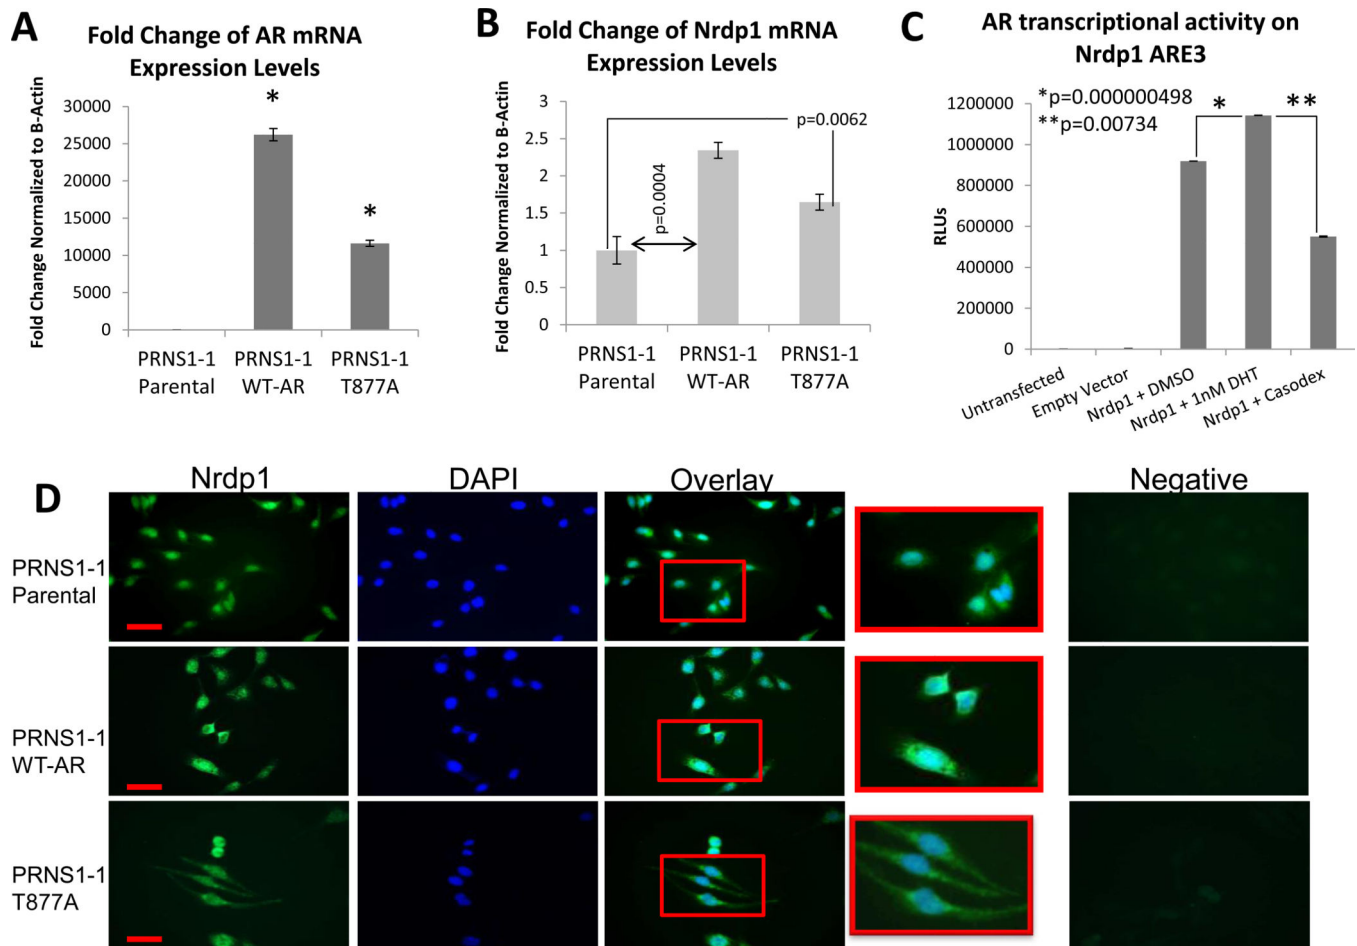 A
Fold Change of AR mRNA
Expression Levels
Fold Change Normalized to B-Actin
30000
25000
20000
15000
10000
5000
0
*
*
PRNS1-1
Parental
PRNS1-1
WT-AR
PRNS1-1
T877A
B
Fold Change of Nrdp1 mRNA
Expression Levels
Fold Change Normalized to B-Actin
3
2.5
2
1.5
1
0.5
0
p=0.0004
p=0.0062
PRNS1-1
Parental
PRNS1-1
WT-AR
PRNS1-1
T877A
C
AR transcriptional activity on
Nrdp1 ARE3
*p=0.000000498
**p=0.00734
*
**
RLUs
1200000
1000000
800000
600000
400000
200000
0
Untransfected
Empty Vector
Nrdp1 + DMSO
Nrdp1 + 1nM DHT
Nrdp1 + Casodex
D
Nrdp1
DAPI
Overlay
Negative
PRNS1-1
Parental
PRNS1-1
WT-AR
PRNS1-1
T877A